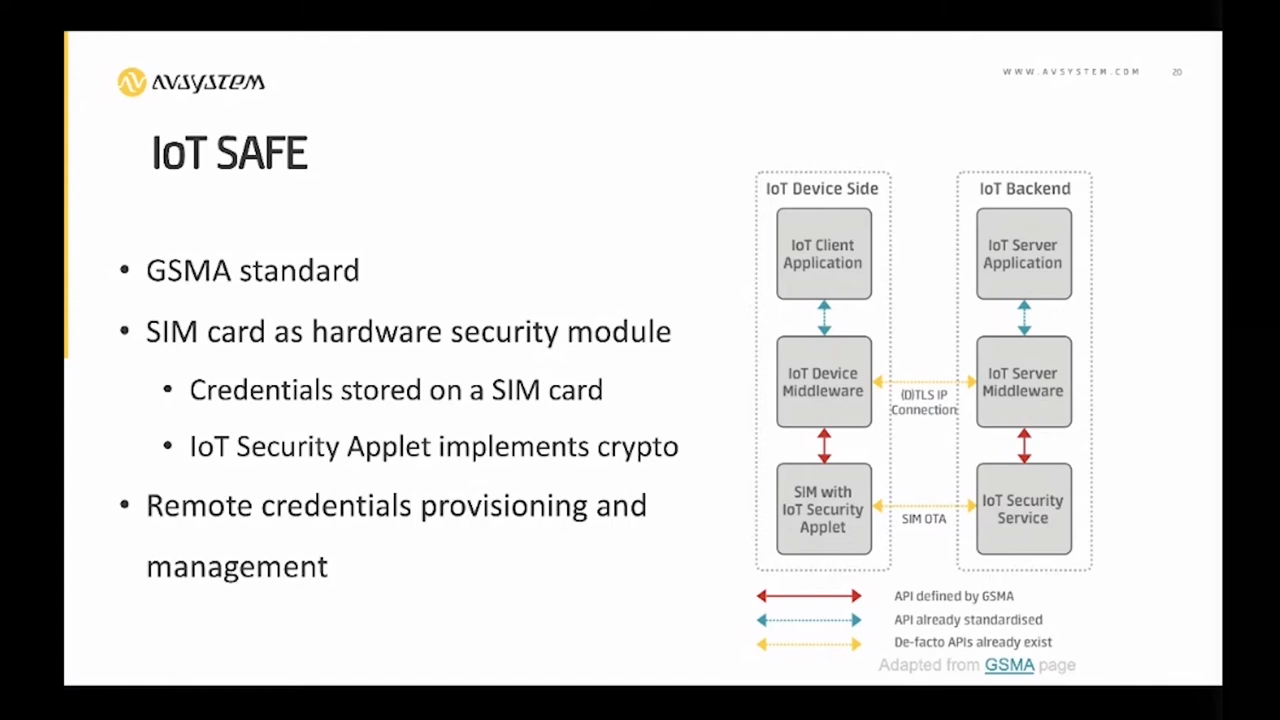 AVSYSTEM
WWW.AVSYSTEM.COM
20
IoT SAFE
• GSMA standard
• SIM card as hardware security module
• Credentials stored on a SIM card
• IoT Security Applet implements crypto
• Remote credentials provisioning and
management
IoT Device Side
IoT Client
Application
IoT Device
Middleware
SIM with
IoT Security
Applet
(D)TLS IP
Connection
SIM OTA
IoT Backend
IoT Server
Application
IoT Server
Middleware
IoT Security
Service
API defined by GSMA
API already standardised
De-facto APIs already exist
Adapted from GSMA page